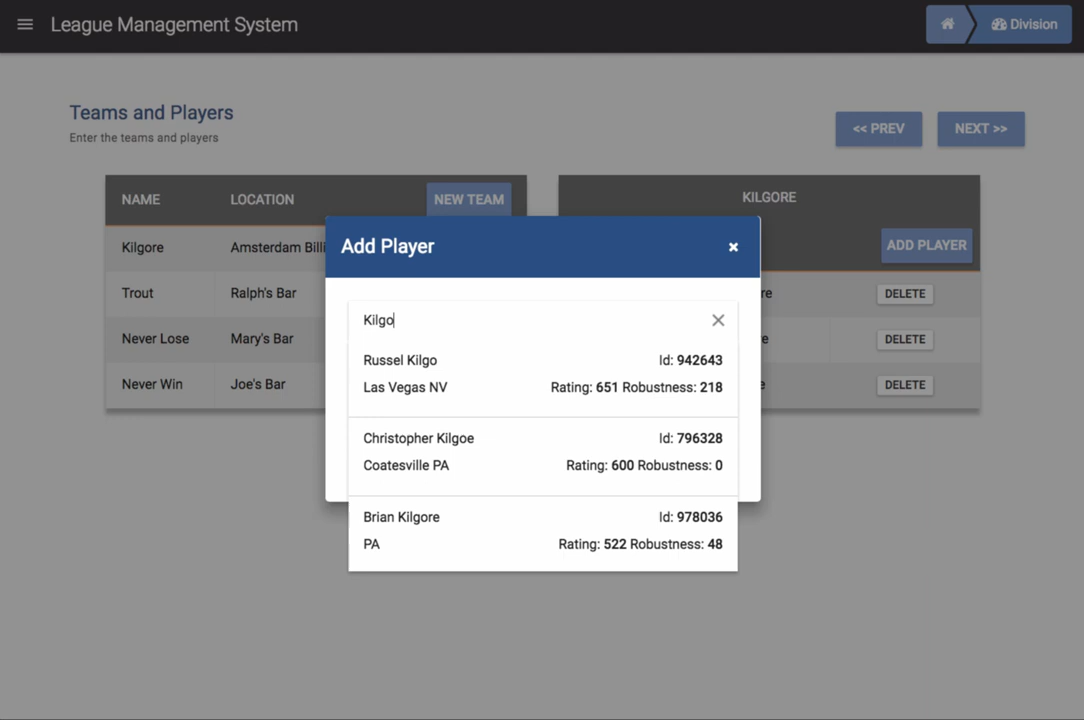 League Management System
Division
Teams and Players
Enter the teams and players
<< PREV
NEXT >>
NAME LOCATION NEW TEAM
Kilgore Amsterdam Billi
Trout Ralph's Bar
Never Lose Mary's Bar
Never Win Joe's Bar
KILGORE
ADD PLAYER
re DELETE
e DELETE
e DELETE
Add Player
Kilgo
Russel Kilgo Id: 942643
Las Vegas NV Rating: 651 Robustness: 218
Christopher Kilgoe Id: 796328
Coatesville PA Rating: 600 Robustness: 0
Brian Kilgore Id: 978036
PA Rating: 522 Robustness: 48